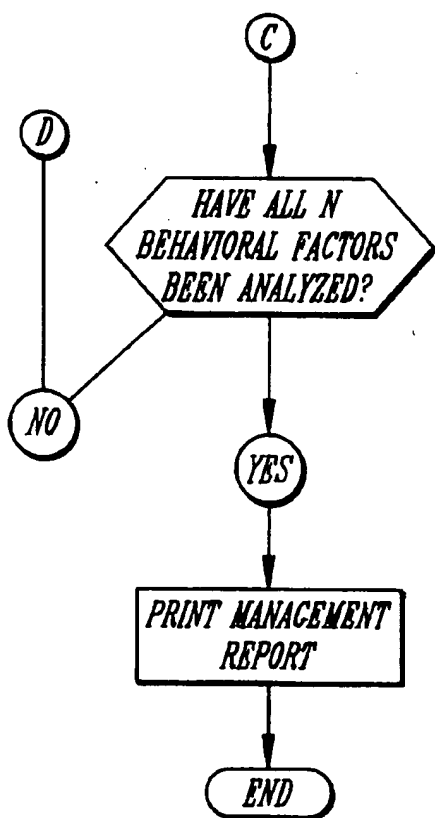 C
D
HAVE ALL N
BEHAVIORAL FACTORS
BEEN ANALYZED?
NO
YES
PRINT MANAGEMENT
REPORT
END